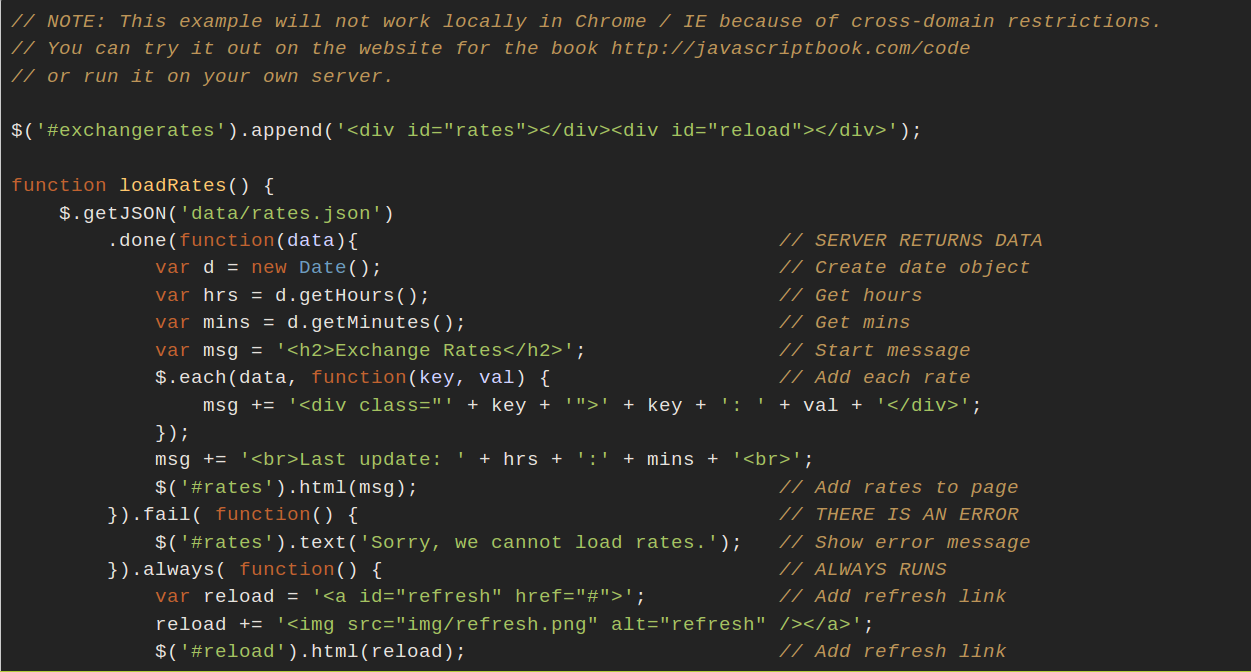 // NOTE: This example will not work locally in Chrome / IE because of cross-domain restrictions.
// You can try it out on the website for the book http://javascriptbook.com/code
// or run it on your own server.

$('#exchangerates').append('<div id="rates"></div><div id="reload"></div>');

function loadRates() {
    $.getJSON('data/rates.json')
        .done(function(data){                                   // SERVER RETURNS DATA
            var d = new Date();                                 // Create date object
            var hrs = d.getHours();                             // Get hours
            var mins = d.getMinutes();                          // Get mins
            var msg = '<h2>Exchange Rates</h2>';                // Start message
            $.each(data, function(key, val) {                   // Add each rate
                msg += '<div class="' + key + '">' + key + ': ' + val + '</div>';
            });
            msg += '<br>Last update: ' + hrs + ':' + mins + '<br>';
            $('#rates').html(msg);                              // Add rates to page
        }).fail( function() {                                   // THERE IS AN ERROR
            $('#rates').text('Sorry, we cannot load rates.');   // Show error message
        }).always( function() {                                 // ALWAYS RUNS
            var reload = '<a id="refresh" href="#">';           // Add refresh link
            reload += '<img src="img/refresh.png" alt="refresh" /></a>';
            $('#reload').html(reload);                          // Add refresh link